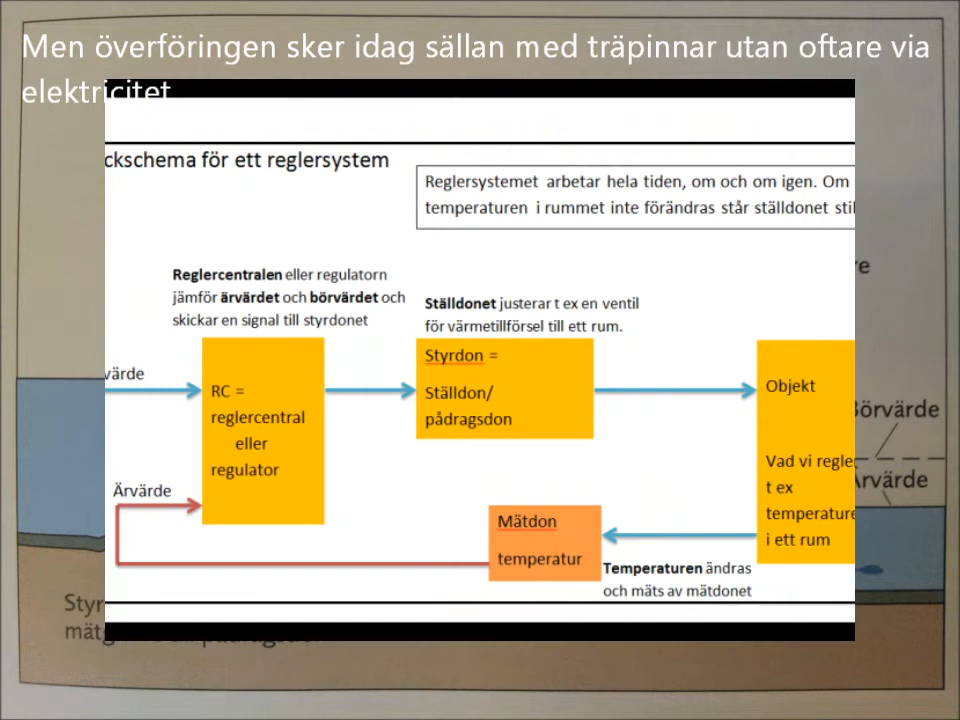 Men överföringen sker idag sällan med träpinnar utan oftare via
elektricitet
ckschema för ett reglersystem
Reglersystemet arbetar hela tiden, om och om igen. Om
temperaturen i rummet inte förändras står ställdonet stil
Reglercentralen eller regulatorn
jämför ärvärdet och börvärdet och
skickar en signal till styrdonet
Ställdonet justerar t ex en ventil
för värmetillförsel till ett rum.
värde
RC =
reglercentral
eller
regulator
Styrdon =
Ställdon/
pådragsdon
Objekt
Vad vi regle
t ex
temperature
i ett rum
Ärvärde
Mätdon
temperatur
Temperaturen ändras
och mäts av mätdonet
re
Börvärde
Ärvärde
Styr
mät